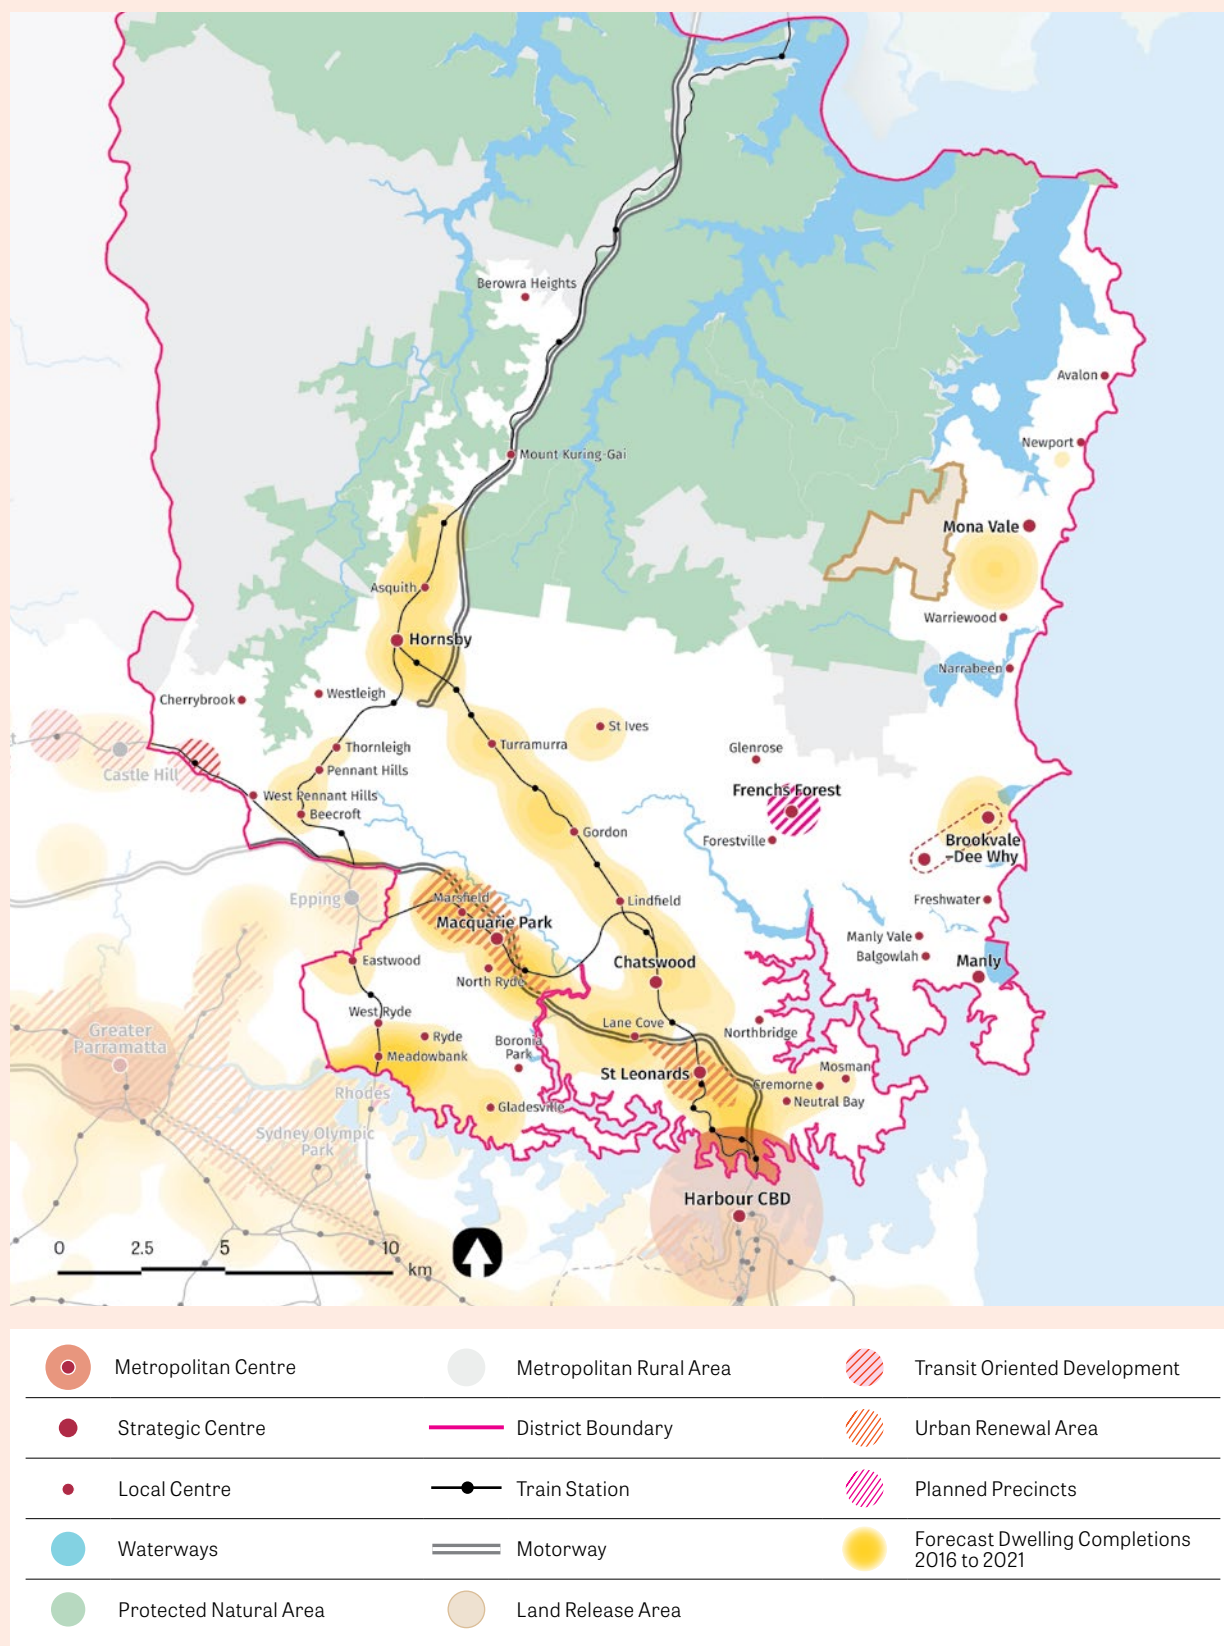 Berowra Heights
Avalon
Newport
Mount Kuring-Gai
Mona Vale
Asquith
Warriewood
Hornsby
Narrabeen
Westleigh
Cherrybrook
St Ives
Turramurra
Thornleigh
Glenrose
Castle Hill
Pennant Hills
Frenchs Forest
West Pennant Hills
Beecroft
Gordon
Forestville
Brookvale
–Dee Why
Epping
Marsfield
Lindfield
Freshwater
Macquarie Park
Manly Vale
Balgowlah
Eastwood
Chatswood
Manly
North Ryde
West Ryde
Lane Cove
Northbridge
Greater
Parramatta
Ryde
Boronia
Park
Meadowbank
St Leonards
Mosman
Cremorne
Neutral Bay
Rhodes
Gladesville
Sydney Olympic
Park
Harbour CBD
0 2.5 5 10
km
Metropolitan Centre
Metropolitan Rural Area
Transit Oriented Development
Strategic Centre
District Boundary
Urban Renewal Area
Local Centre
Train Station
Planned Precincts
Waterways
Motorway
Forecast Dwelling Completions
2016 to 2021
Protected Natural Area
Land Release Area